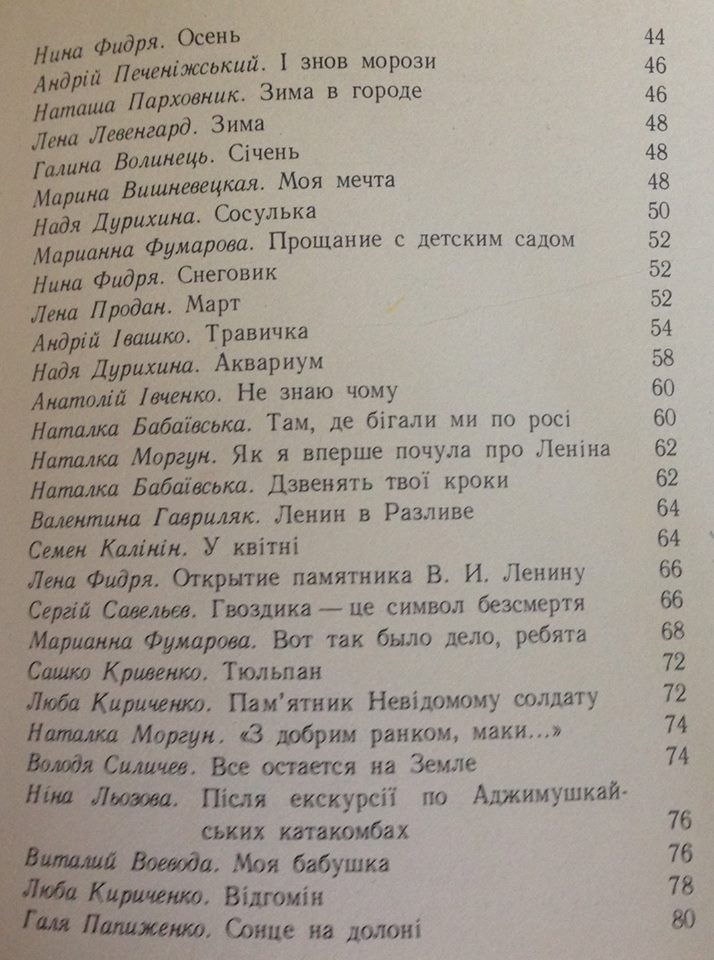 Нина Фидря. Осень 44
Андрій Печеніжський. І знов морози 46
Наташа Парховник. Зима в городе 46
Лена Левенгард. Зима 48
Галина Волинець. Січень 48
Марина Вишневецкая. Моя мечта 48
Надя Дурихина. Сосулька 50
Марианна Фумарова. Прощание с детским садом 52
Нина Фидря. Снеговик 52
Лена Продан. Март 52
Андрій Івашко. Травичка 54
Надя Дурихина. Аквариум 58
Анатолій Івченко. Не знаю чому 60
Наталка Бабаївська. Там, де бігали ми по росі 60
Наталка Моргун. Як я вперше почула про Леніна 62
Наталка Бабаївська. Дзвенять твої кроки 62
Валентина Гавриляк. Ленин в Разливе 64
Семен Калінін. У квітні 64
Лена Фидря. Открытие памятника В. И. Ленину 66
Сергій Савельєв. Гвоздика — це символ безсмертя 66
Марианна Фумарова. Вот так было дело, ребята 68
Сашко Кривенко. Тюльпан 72
Люба Кириченко. Пам'ятник Невідомому солдату 72
Наталка Моргун. «З добрим ранком, маки...» 74
Володя Силичев. Все остается на Земле 74
Ніна Льозова. Після екскурсії по Аджимушкай-
ських катакомбах 76
Виталий Воевода. Моя бабушка 76
Люба Кириченко. Відгомін 78
Галя Папиженко. Сонце на долоні 80